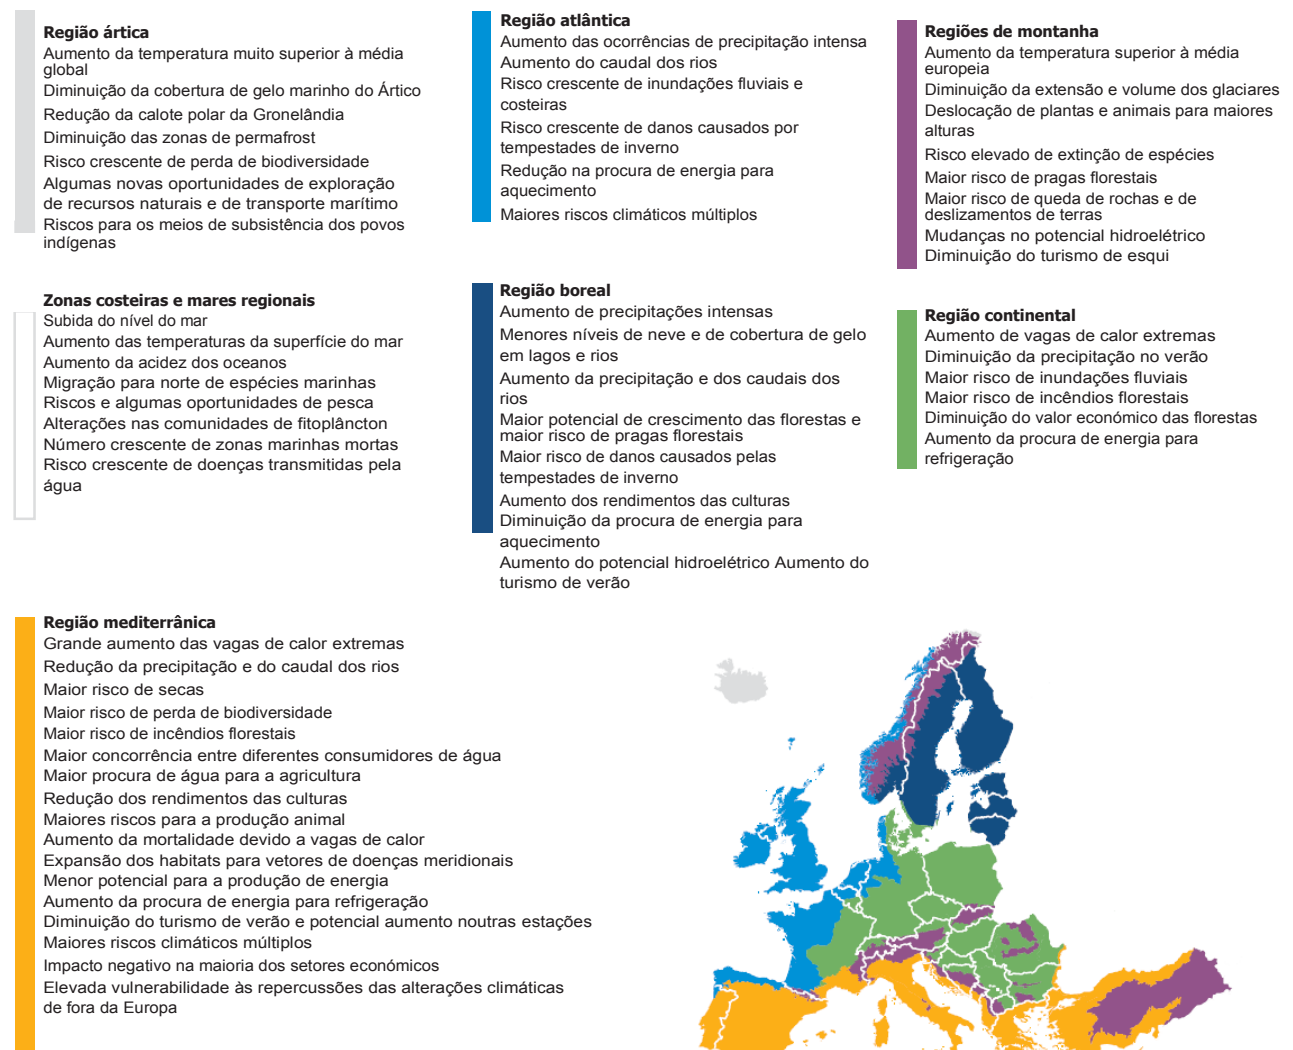 Região ártica
Aumento da temperatura muito superior à média
global
Diminuição da cobertura de gelo marinho do Ártico
Redução da calote polar da Gronelândia
Diminuição das zonas de permafrost
Risco crescente de perda de biodiversidade
Algumas novas oportunidades de exploração
de recursos naturais e de transporte marítimo
Riscos para os meios de subsistência dos povos
indígenas
Região atlântica
Aumento das ocorrências de precipitação intensa
Aumento do caudal dos rios
Risco crescente de inundações fluviais e
costeiras
Risco crescente de danos causados por
tempestades de inverno
Redução na procura de energia para
aquecimento
Maiores riscos climáticos múltiplos
Regiões de montanha
Aumento da temperatura superior à média
europeia
Diminuição da extensão e volume dos glaciares
Deslocação de plantas e animais para maiores
alturas
Risco elevado de extinção de espécies
Maior risco de pragas florestais
Maior risco de queda de rochas e de
deslizamentos de terras
Mudanças no potencial hidroelétrico
Diminuição do turismo de esqui
Zonas costeiras e mares regionais
Subida do nível do mar
Aumento das temperaturas da superfície do mar
Aumento da acidez dos oceanos
Migração para norte de espécies marinhas
Riscos e algumas oportunidades de pesca
Alterações nas comunidades de fitoplâncton
Número crescente de zonas marinhas mortas
Risco crescente de doenças transmitidas pela
água
Região boreal
Aumento de precipitações intensas
Menores níveis de neve e de cobertura de gelo
em lagos e rios
Aumento da precipitação e dos caudais dos
rios
Maior potencial de crescimento das florestas e
maior risco de pragas florestais
Maior risco de danos causados pelas
tempestades de inverno
Aumento dos rendimentos das culturas
Diminuição da procura de energia para
aquecimento
Aumento do potencial hidroelétrico Aumento do
turismo de verão
Região continental
Aumento de vagas de calor extremas
Diminuição da precipitação no verão
Maior risco de inundações fluviais
Maior risco de incêndios florestais
Diminuição do valor económico das florestas
Aumento da procura de energia para
refrigeração
Região mediterrânica
Grande aumento das vagas de calor extremas
Redução da precipitação e do caudal dos rios
Maior risco de secas
Maior risco de perda de biodiversidade
Maior risco de incêndios florestais
Maior concorrência entre diferentes consumidores de água
Maior procura de água para a agricultura
Redução dos rendimentos das culturas
Maiores riscos para a produção animal
Aumento da mortalidade devido a vagas de calor
Expansão dos habitats para vetores de doenças meridionais
Menor potencial para a produção de energia
Aumento da procura de energia para refrigeração
Diminuição do turismo de verão e potencial aumento noutras estações
Maiores riscos climáticos múltiplos
Impacto negativo na maioria dos setores económicos
Elevada vulnerabilidade às repercussões das alterações climáticas
de fora da Europa